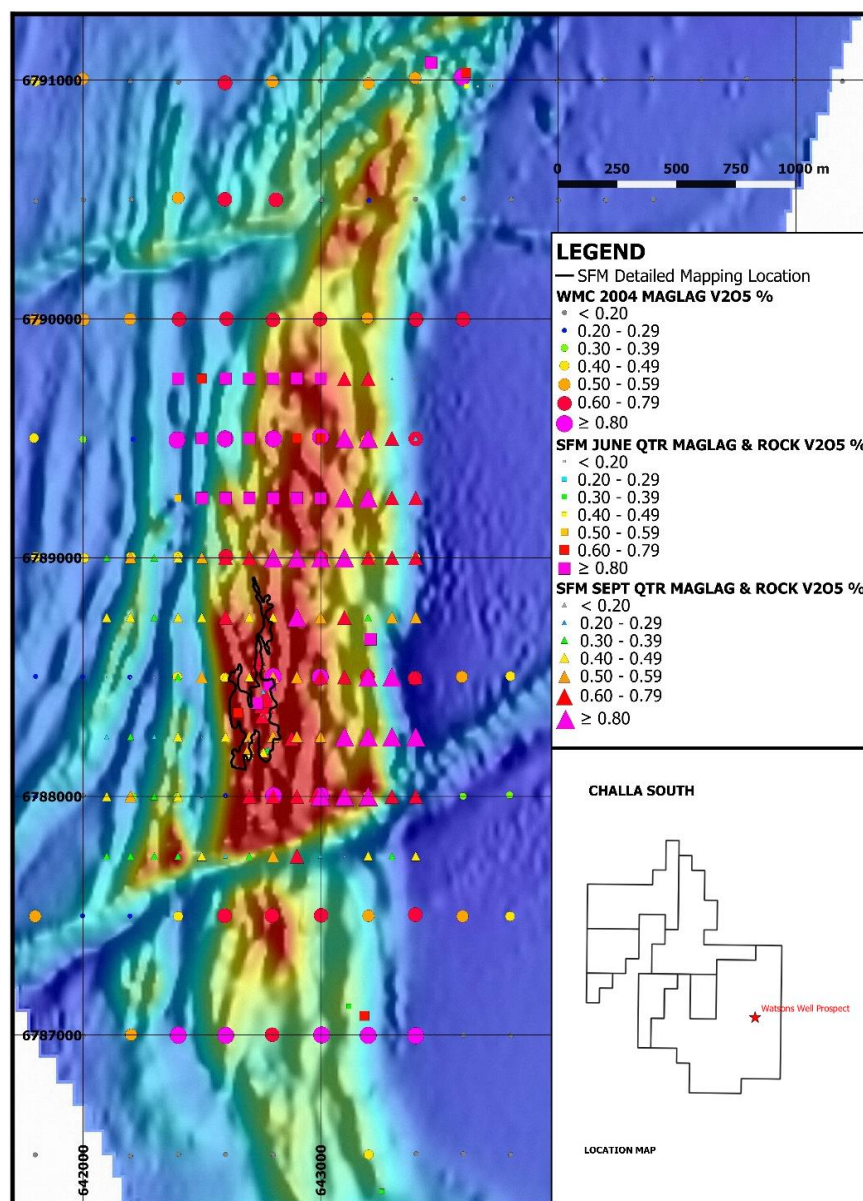 6791000
0 250 500 750 1000 m
LEGEND
SFM Detailed Mapping Location
WMC 2004 MAGLAG V2O5 %
< 0.20
0.20 - 0.29
0.30 - 0.39
0.40 - 0.49
0.50 - 0.59
0.60 - 0.79
≥ 0.80
SFM JUNE QTR MAGLAG & ROCK V2O5 %
< 0.20
0.20 - 0.29
0.30 - 0.39
0.40 - 0.49
0.50 - 0.59
0.60 - 0.79
≥ 0.80
SFM SEPT QTR MAGLAG & ROCK V2O5 %
< 0.20
0.20 - 0.29
0.30 - 0.39
0.40 - 0.49
0.50 - 0.59
0.60 - 0.79
≥ 0.80
6790000
6789000
6788000
6787000
642000
643000
CHALLA SOUTH
Watsons Well Prospect
LOCATION MAP